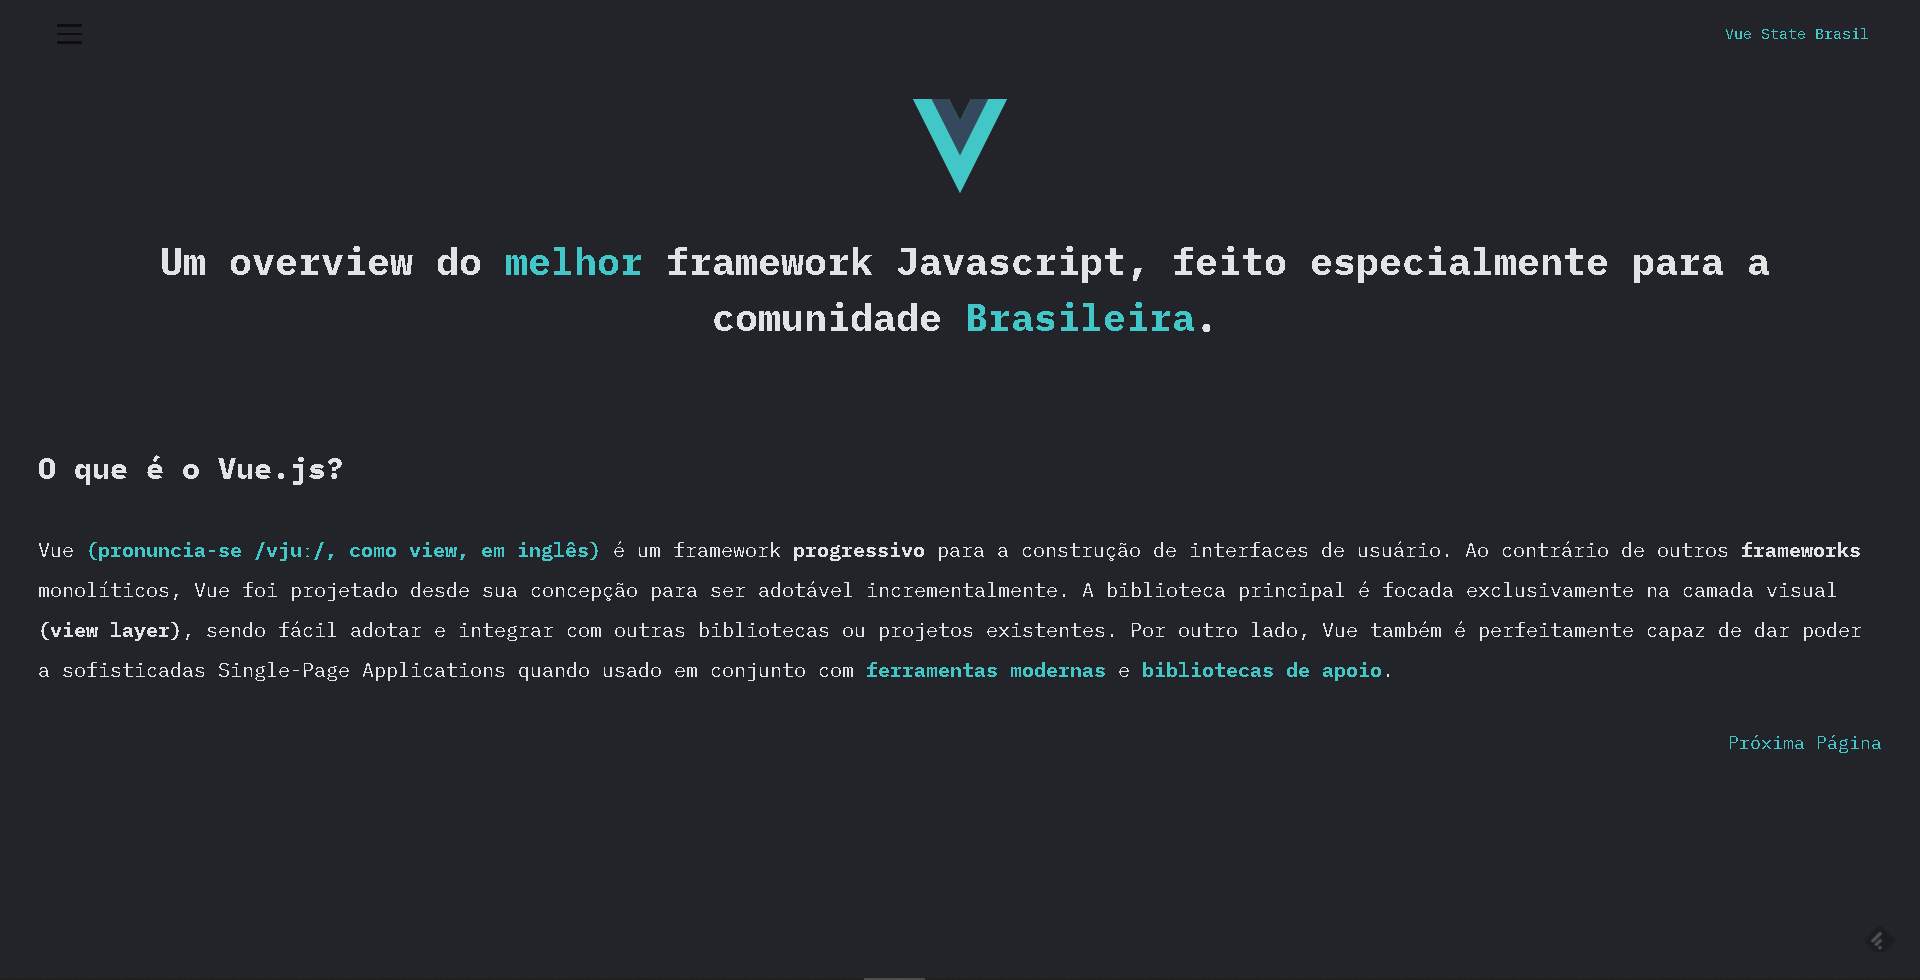 Vue State Brasil
Um overview do melhor framework Javascript, feito especialmente para a
comunidade Brasileira.
O que é o Vue.js?
Vue (pronuncia-se /vjuː/, como view, em inglês) é um framework progressivo para a construção de interfaces de usuário. Ao contrário de outros frameworks
monolíticos, Vue foi projetado desde sua concepção para ser adotável incrementalmente. A biblioteca principal é focada exclusivamente na camada visual
(view layer), sendo fácil adotar e integrar com outras bibliotecas ou projetos existentes. Por outro lado, Vue também é perfeitamente capaz de dar poder
a sofisticadas Single-Page Applications quando usado em conjunto com ferramentas modernas e bibliotecas de apoio.
Próxima Página